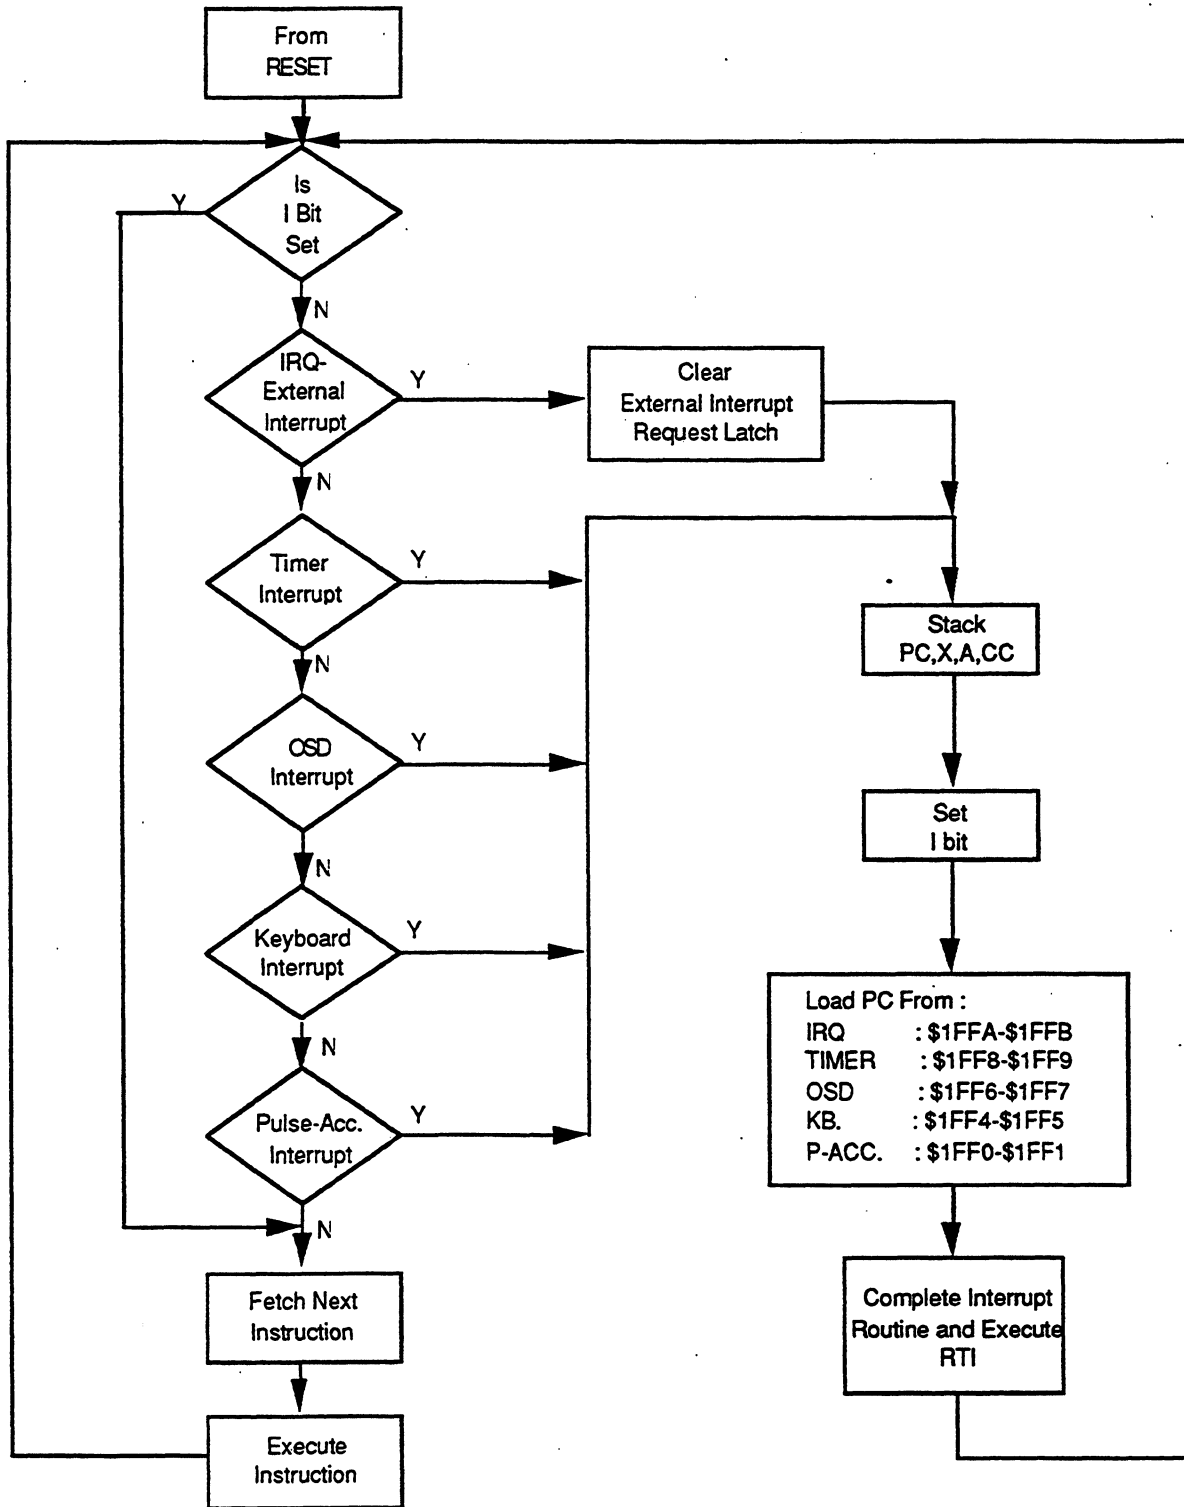 From
RESET
Is
I Bit
Set
Y
N
IRQ-
External
Interrupt
Y
Clear
External Interrupt
Request Latch
N
Timer
Interrupt
Y
N
OSD
Interrupt
Y
N
Keyboard
Interrupt
Y
N
Pulse-Acc.
Interrupt
Y
N
Fetch Next
Instruction
Execute
Instruction
Stack
PC,X,A,CC
Set
I bit
Load PC From :
IRQ : $1FFA-$1FFB
TIMER : $1FF8-$1FF9
OSD : $1FF6-$1FF7
KB. : $1FF4-$1FF5
P-ACC. : $1FF0-$1FF1
Complete Interrupt
Routine and Execute
RTI